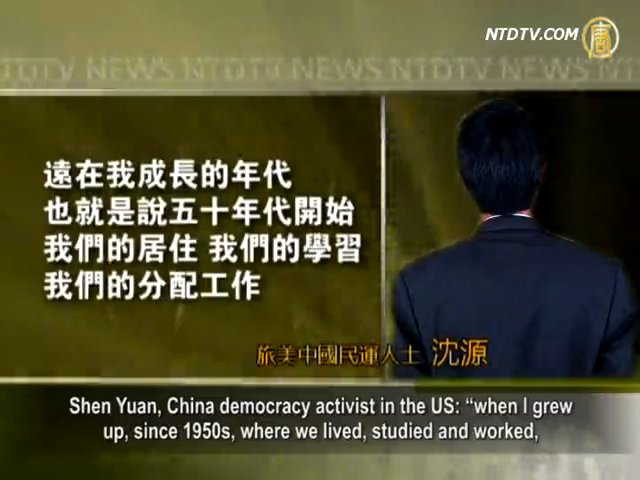 NTDTV.COM
NTDTV NEWS NTDTV NEWS NTDTV NEWS NT
遠在我成長的年代
也就是說五十年代開始
我們的居住 我們的學習
我們的分配工作
旅美中國民運人士 沈源
Shen Yuan, China democracy activist in the US: “when I grew
up, since 1950s, where we lived, studied and worked,